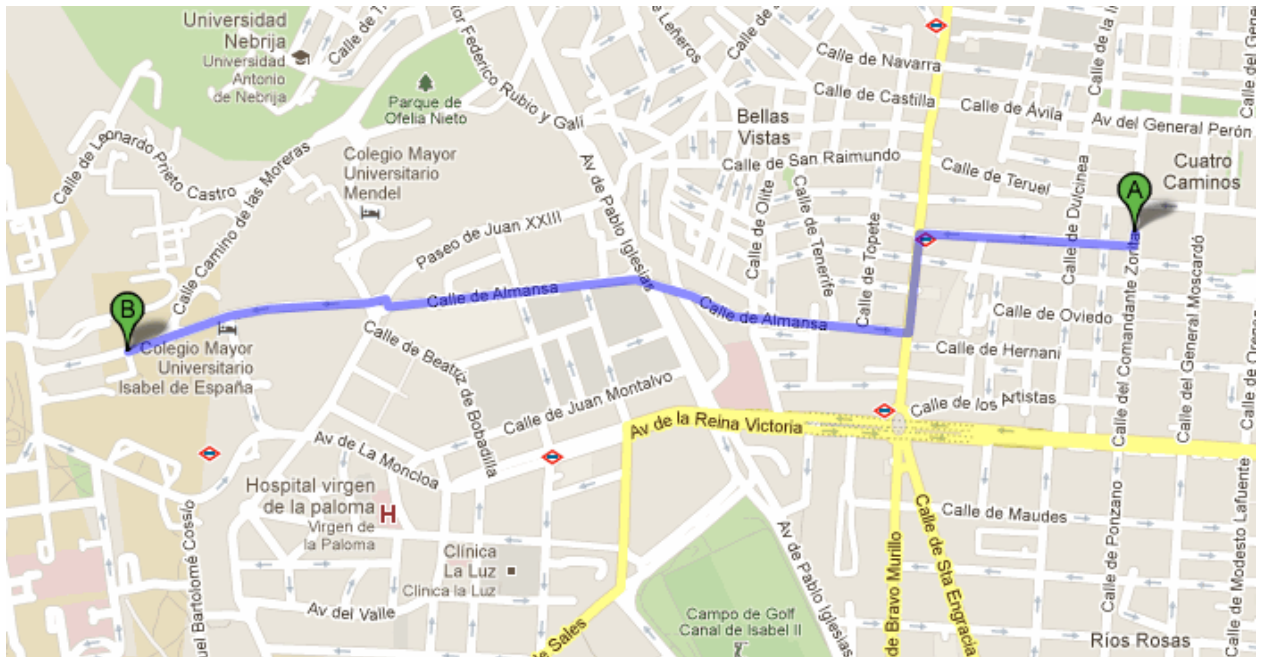 Universidad
Nebrija
Universidad
Antonio
de Nebrija
Parque de
Ofelia Nieto
Federico Rubio y Galí
Leñeros
Calle de Navarra
Calle de Castilla
Calle de Ávila
Av del General Perón
Bellas
Vistas
Calle de San Raimundo
Calle de Teruel
Cuatro
Caminos
Calle de Leonardo Prieto Castro
Calle Camino de las Moreras
Colegio Mayor
Universitario
Mendel
Av de Pablo Iglesias
Paseo de Juan XXIII
Calle de Olite
Calle de Tenerife
Calle de Topete
Calle de Dulcinea
Calle del Comandante Zorita
Calle del General Moscardó
A
B
Calle de Almansa
Calle de Almansa
Calle de Oviedo
Calle de Hernani
Calle de los Artistas
Colegio Mayor
Universitario
Isabel de España
Calle de Beatriz de Bobadilla
Calle de Juan Montalvo
Av de la Reina Victoria
Av de La Moncloa
Hospital virgen
de la paloma
Virgen de
la Paloma
H
Clínica
La Luz
Clinica la Luz
Av del Valle
Bartolomé Cossío
de Sales
Av de Pablo Iglesias
Campo de Golf
Canal de Isabel II
de Bravo Murillo
Calle de Sta Engracia
Calle de Maudes
Calle de Ponzano
Calle de Modesto Lafuente
Ríos Rosas